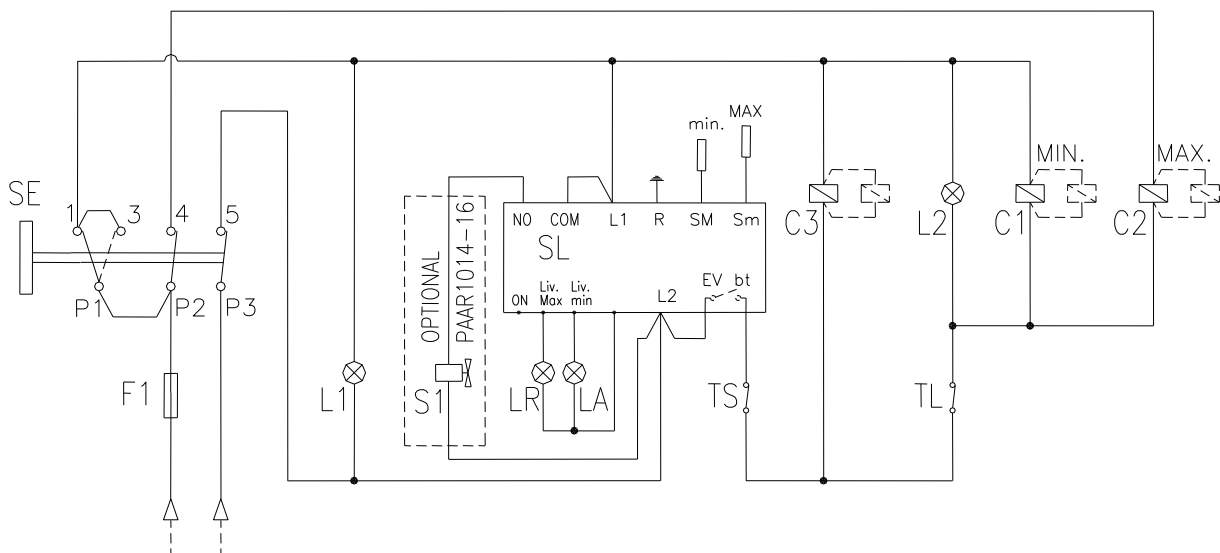 MAX
min.
MIN.
MAX.
SE
1
3
4
5
OPTIONAL
PAAR1014-16
NO
COM
L1
R
SM
Sm
SL
C3
L2
C1
C2
P1
P2
P3
ON
Liv.
Max
Liv.
min
L2
EV
bt
F1
L1
S1
LR
LA
TS
TL